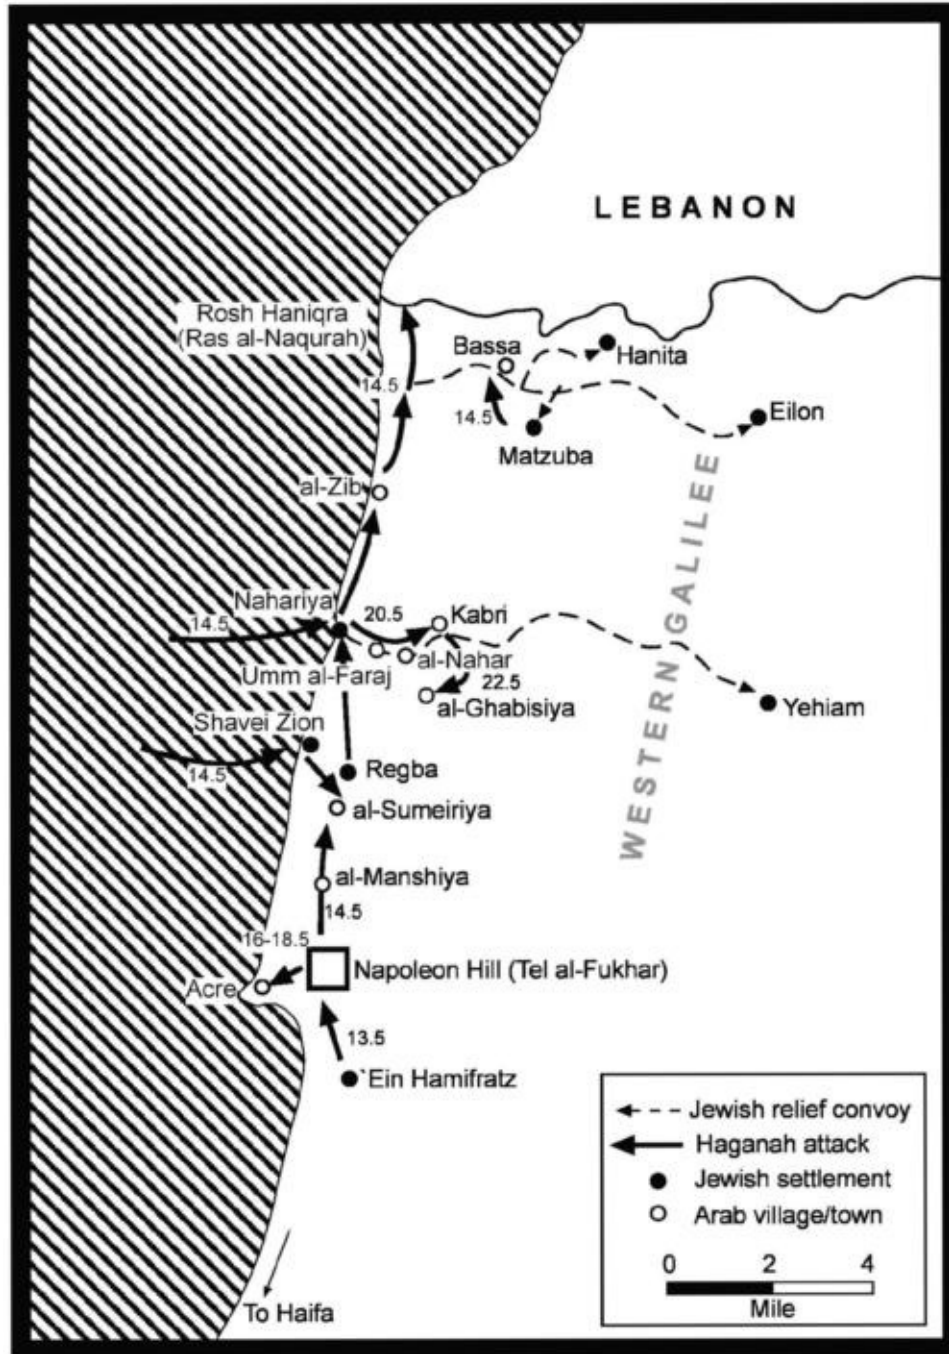 LEBANON
Rosh Haniqra
(Ras al-Naqurah)
Bassa
Hanita
14.5
14.5
Eilon
Matzuba
al-Zib
WESTERN GALILEE
Nahariya
20.5
Kabri
14.5
al-Nahar
Umm al-Faraj
22.5
al-Ghabisiya
Yehiam
Shavei Zion
14.5
Regba
al-Sumeiriya
al-Manshiya
14.5
16-18.5
Napoleon Hill (Tel al-Fukhar)
Acre
13.5
`Ein Hamifratz
To Haifa
Jewish relief convoy
Haganah attack
Jewish settlement
Arab village/town
0 2 4
Mile